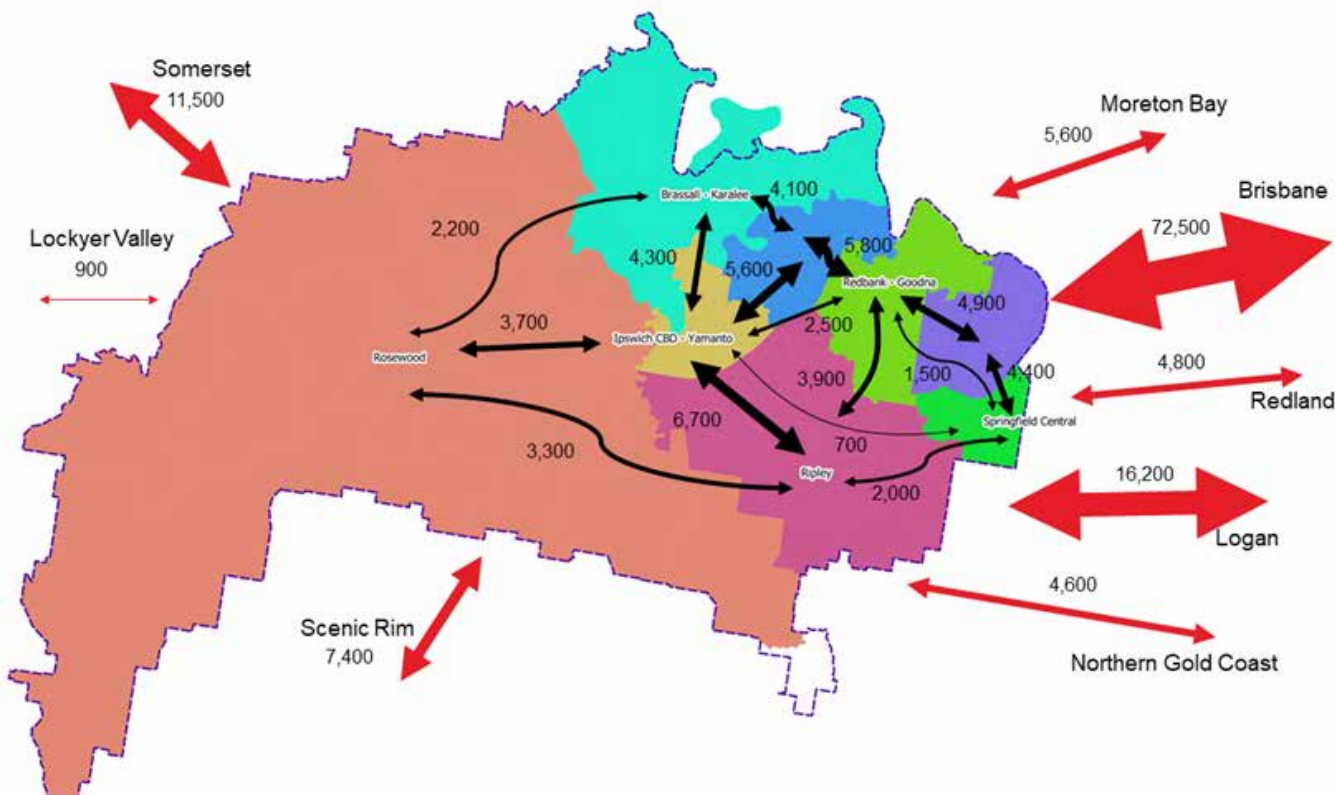 Somerset
11,500
Moreton Bay
5,600
Brisbane
72,500
Lockyer Valley
900
2,200
Brassall - Karalee
4,100
4,300
5,600
5,800
Redbank - Goodna
4,900
3,700
Ipswich CBD - Yamanto
2,500
Rosewood
3,900
1,500
4,400
4,800
Redland
6,700
700
Springfield Central
3,300
Ripley
2,000
16,200
Logan
4,600
Scenic Rim
7,400
Northern Gold Coast